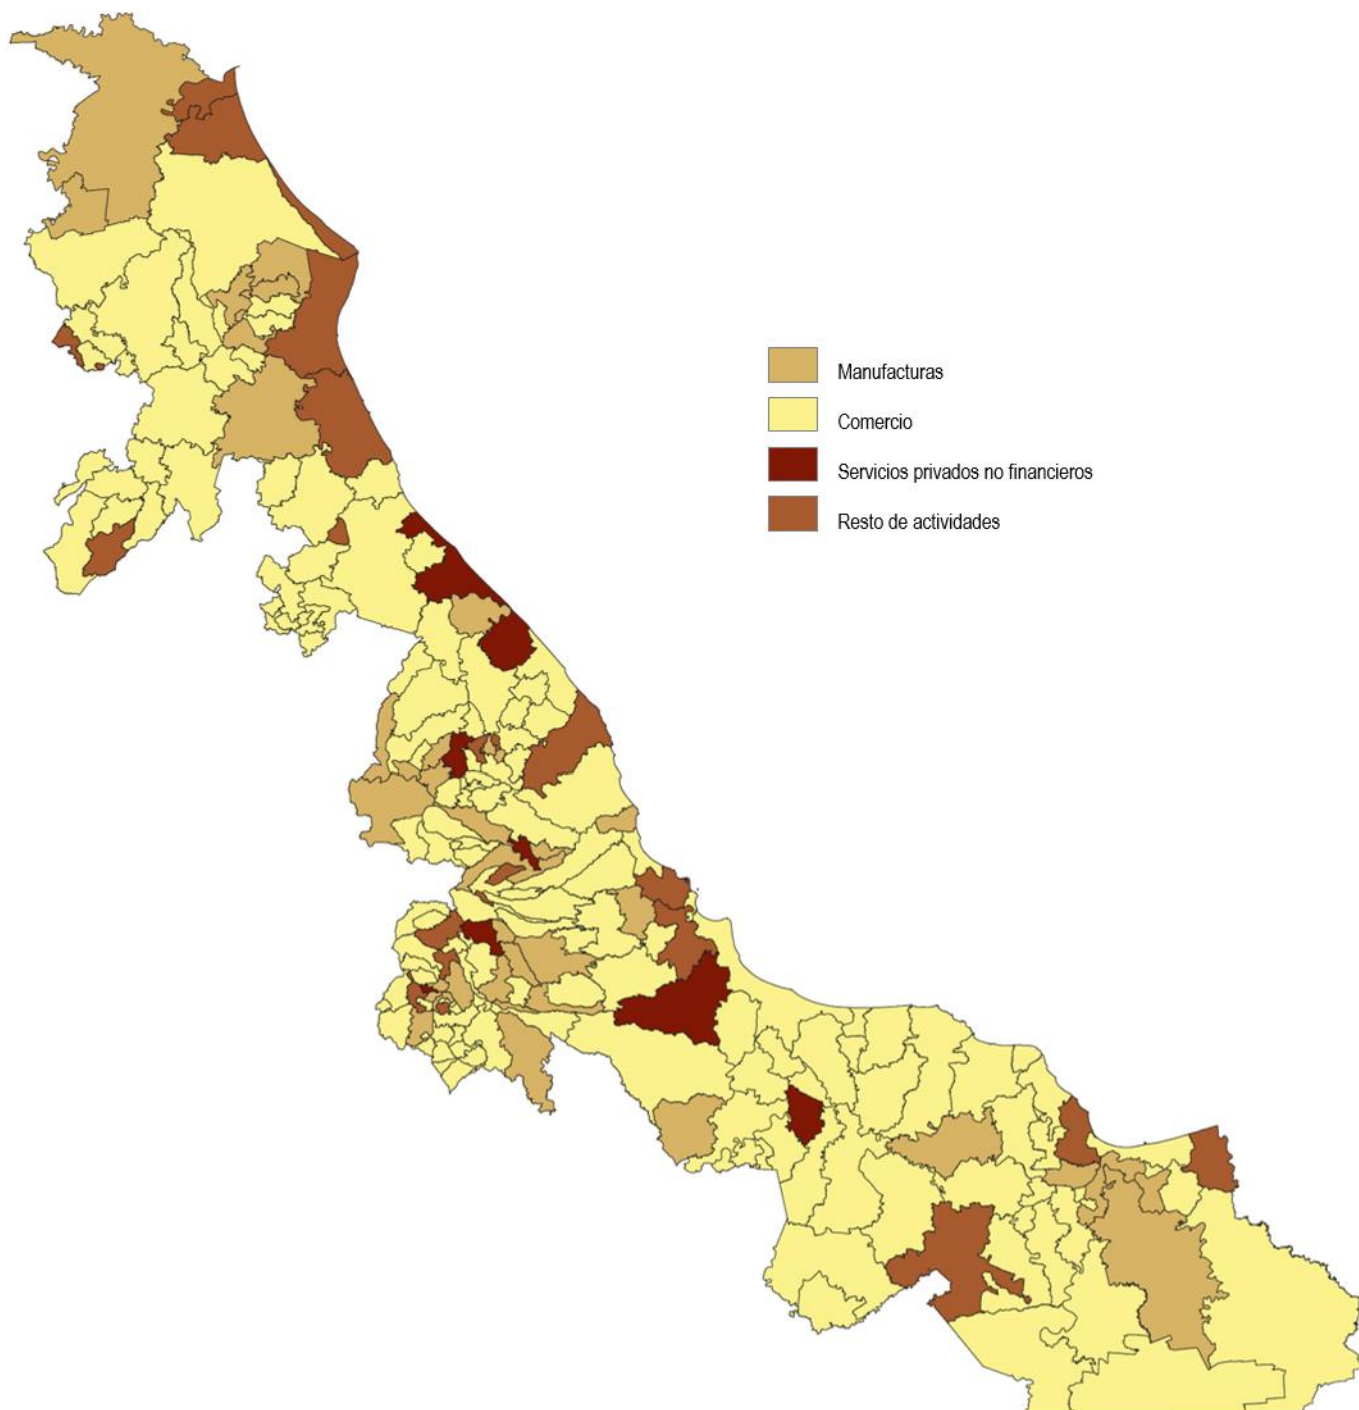 Manufacturas
Comercio
Servicios privados no financieros
Resto de actividades